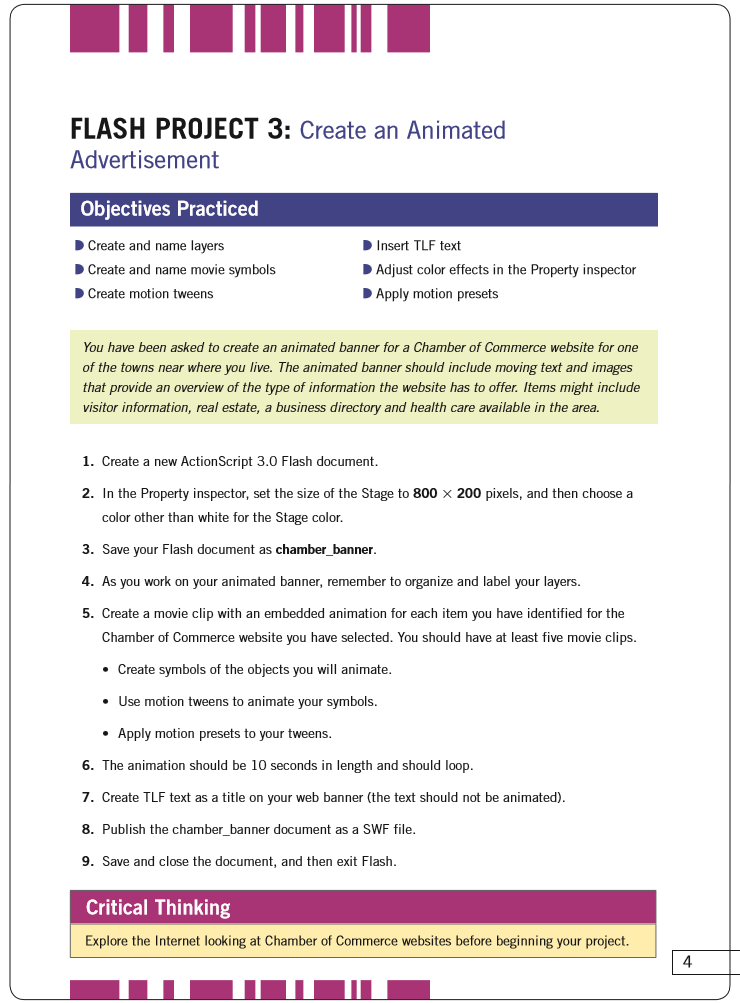 FLASH PROJECT 3: Create an Animated
Advertisement
Objectives Practiced
Create and name layers
Create and name movie symbols
Create motion tweens
Insert TLF text
Adjust color effects in the Property inspector
Apply motion presets
You have been asked to create an animated banner for a Chamber of Commerce website for one
of the towns near where you live. The animated banner should include moving text and images
that provide an overview of the type of information the website has to offer. Items might include
visitor information, real estate, a business directory and health care available in the area.
1. Create a new ActionScript 3.0 Flash document.
2. In the Property inspector, set the size of the Stage to 800 × 200 pixels, and then choose a
color other than white for the Stage color.
3. Save your Flash document as chamber_banner.
4. As you work on your animated banner, remember to organize and label your layers.
5. Create a movie clip with an embedded animation for each item you have identified for the
Chamber of Commerce website you have selected. You should have at least five movie clips.
• Create symbols of the objects you will animate.
• Use motion tweens to animate your symbols.
• Apply motion presets to your tweens.
6. The animation should be 10 seconds in length and should loop.
7. Create TLF text as a title on your web banner (the text should not be animated).
8. Publish the chamber_banner document as a SWF file.
9. Save and close the document, and then exit Flash.
Critical Thinking
Explore the Internet looking at Chamber of Commerce websites before beginning your project.
4